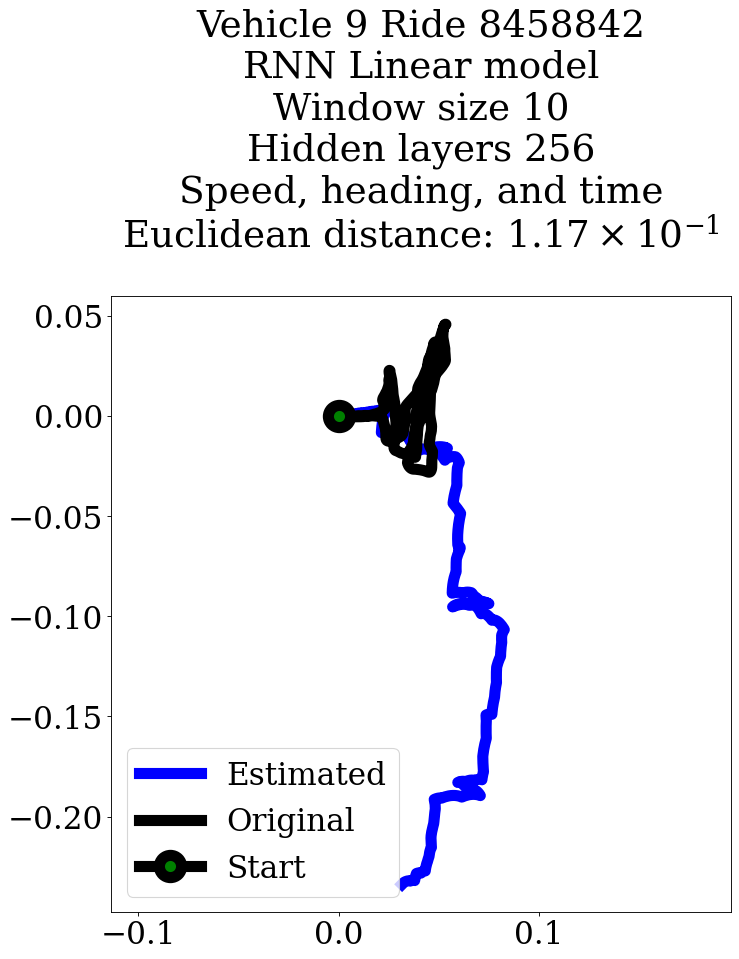 Vehicle 9 Ride 8458842
RNN Linear model
Window size 10
Hidden layers 256
Speed, heading, and time
Euclidean distance: 1.17 × 10⁻¹
0.05
0.00
−0.05
−0.10
−0.15
−0.20
Estimated
Original
Start
−0.1
0.0
0.1